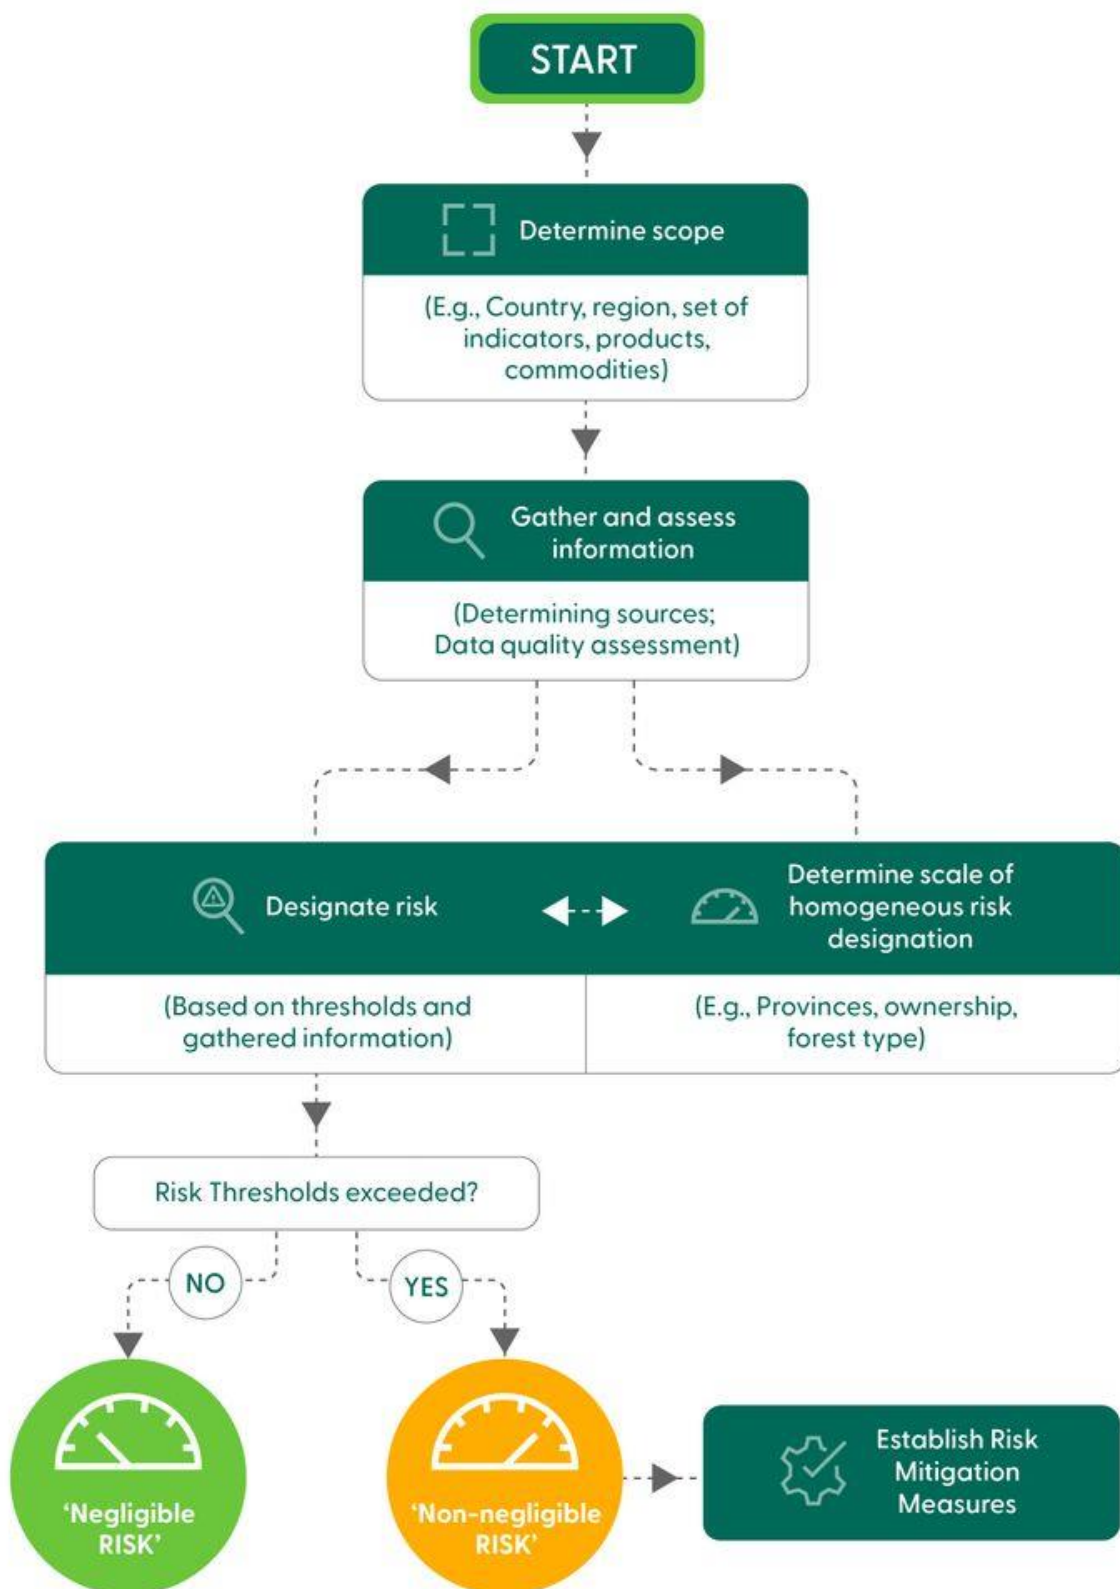 START
Determine scope
(E.g., Country, region, set of
indicators, products,
commodities)
Gather and assess
information
(Determining sources;
Data quality assessment)
Designate risk
(Based on thresholds and
gathered information)
Determine scale of
homogeneous risk
designation
(E.g., Provinces, ownership,
forest type)
Risk Thresholds exceeded?
NO
YES
‘Negligible
RISK’
‘Non-negligible
RISK’
Establish Risk
Mitigation
Measures